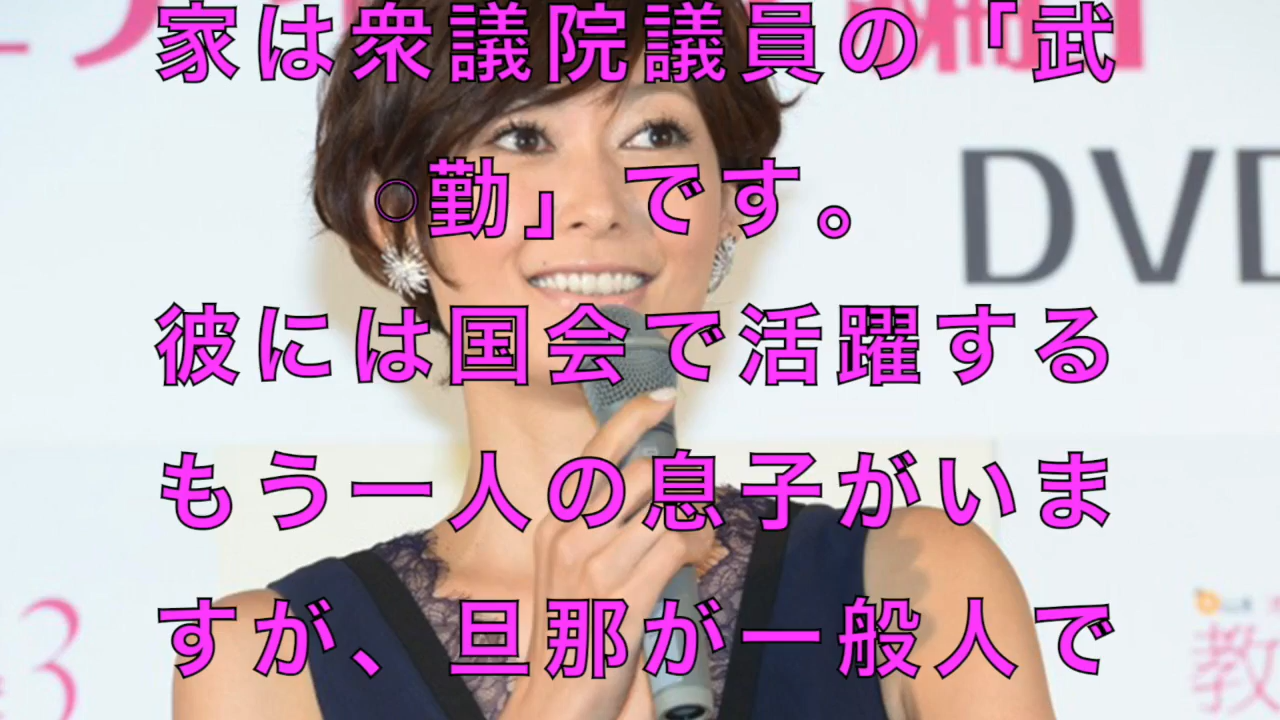 家は衆議院議員の「武
○勤」です。
彼には国会で活躍する
もう一人の息子がいま
すが、旦那が一般人で
DVD
3
教